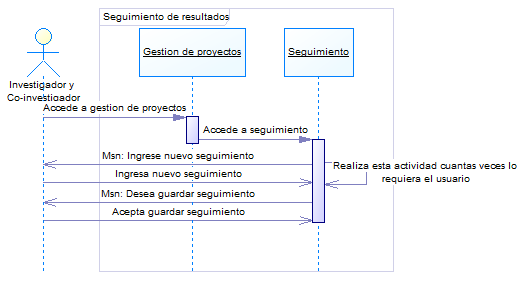 Seguimiento de resultados
Gestion de proyectos
Seguimiento
Investigador y
Co-investigador
Accede a gestion de proyectos
Accede a seguimiento
Msn: Ingrese nuevo seguimiento
Realiza esta actividad cuantas veces lo
requiera el usuario
Ingresa nuevo seguimiento
Msn: Desea guardar seguimiento
Acepta guardar seguimiento